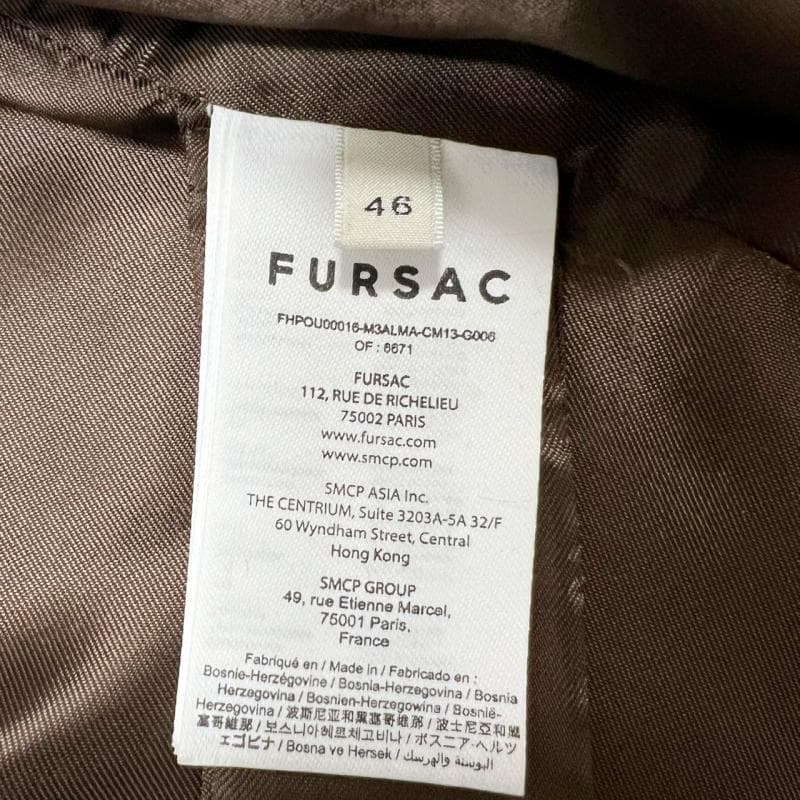 46
FURSAC
FHPOU00016-M3ALMA-CM13-G006
OF : 6671
FURSAC
112, RUE DE RICHELIEU
75002 PARIS
www.fursac.com
www.smcp.com
SMCP ASIA Inc.
THE CENTRIUM, Suite 3203A-5A 32/F
60 Wyndham Street, Central
Hong Kong
SMCP GROUP
49, rue Etienne Marcel,
75001 Paris,
France
Fabriqué en / Made in / Fabricado en :
Bosnie-Herzégovine / Bosnia-Herzegovina / Bosnia
Herzegovina / Bosnien-Herzegowina / Bosnië-
Herzegovina / 波斯尼亚和黑塞哥维那 / 波士尼亞和黑
塞哥維那 / 보스니아헤르체고비나 / ボスニア・ヘルツ
ェゴビナ / Bosna ve Hersek / البوسنة والهرسك